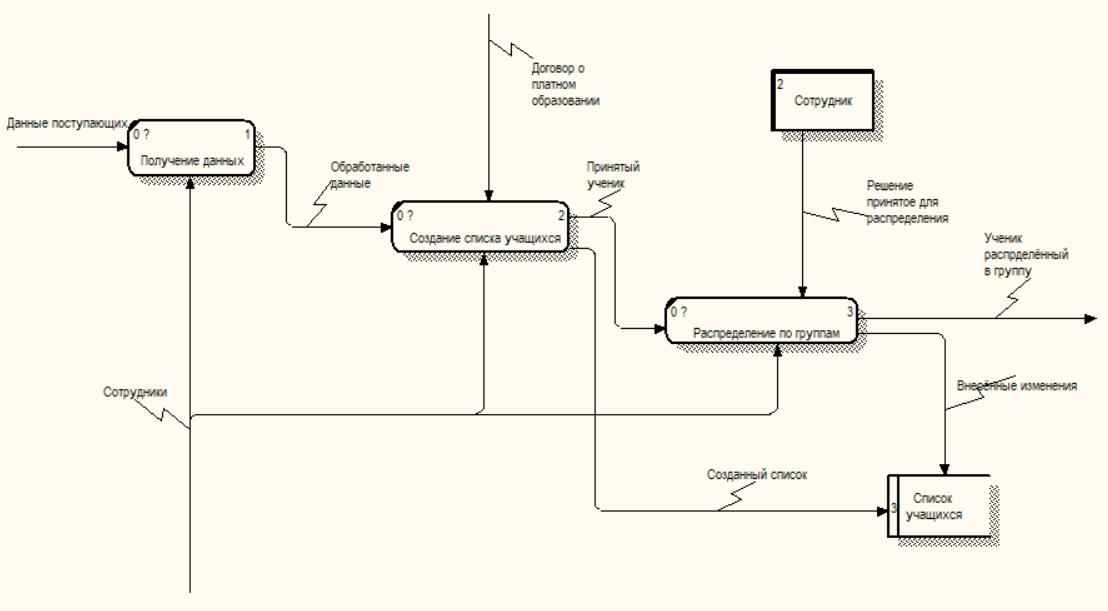 Договор о
платном
образовании
2
Сотрудник
Данные поступающих
0 ?
1
Получение данных
Обработанные
данные
Принятый
ученик
Решение
принятое для
распределения
0 ?
2
Создание списка учащихся
Ученик
распрделённый
в группу
0 ?
3
Распределение по группам
Сотрудники
Внесённые изменения
Созданный список
3
Список
учащихся